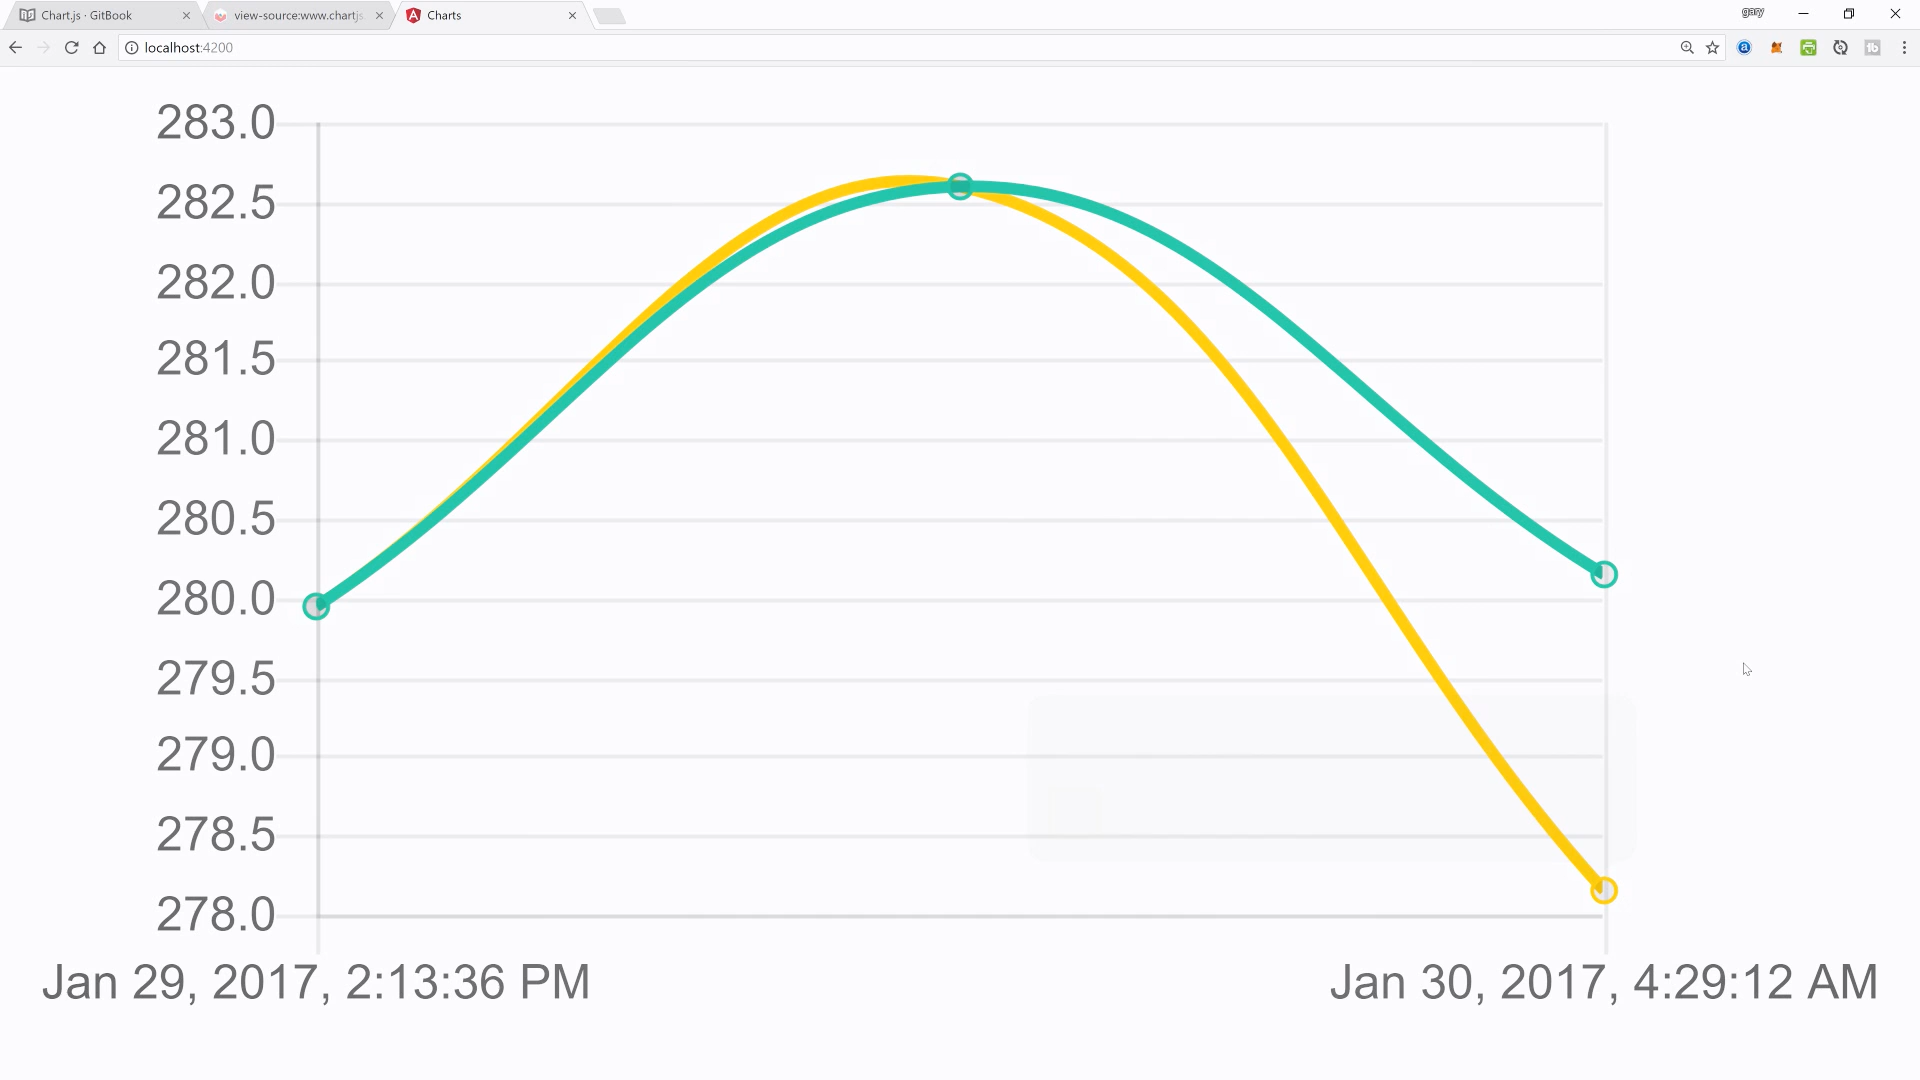 Chart.js · GitBook
view-source:www.chartjs
Charts
gary
localhost:4200
283.0
282.5
282.0
281.5
281.0
280.5
280.0
279.5
279.0
278.5
278.0
Jan 29, 2017, 2:13:36 PM
Jan 30, 2017, 4:29:12 AM